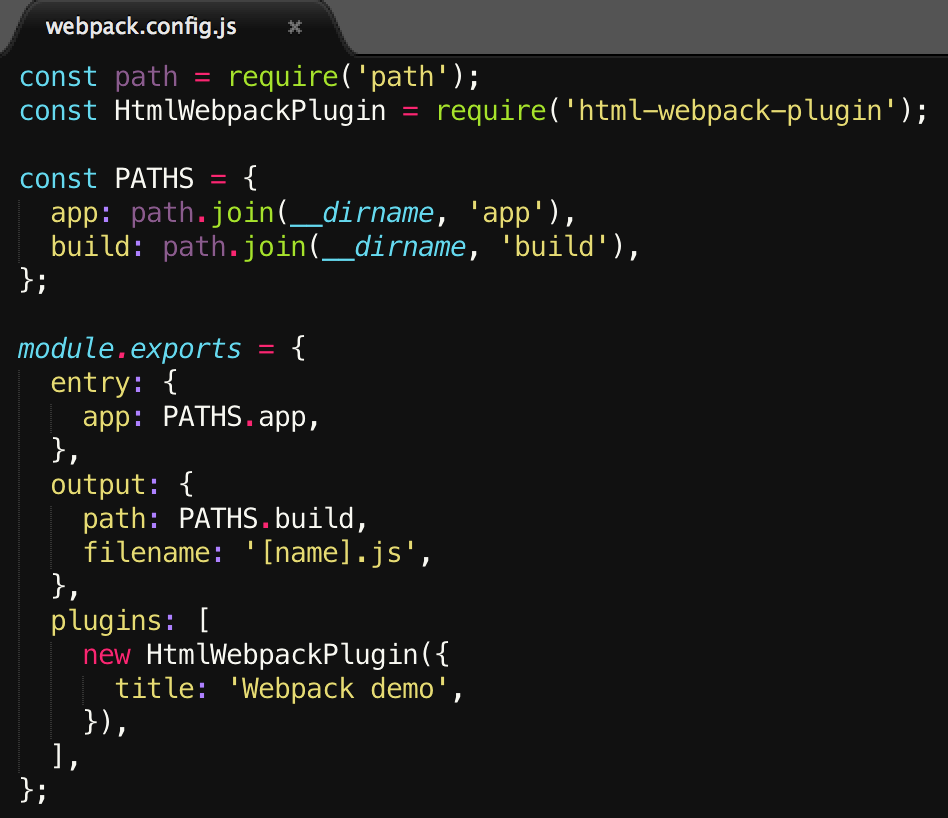 webpack.config.js ×
const path = require('path');
const HtmlWebpackPlugin = require('html-webpack-plugin');

const PATHS = {
  app: path.join(__dirname, 'app'),
  build: path.join(__dirname, 'build'),
};

module.exports = {
  entry: {
    app: PATHS.app,
  },
  output: {
    path: PATHS.build,
    filename: '[name].js',
  },
  plugins: [
    new HtmlWebpackPlugin({
      title: 'Webpack demo',
    }),
  ],
};